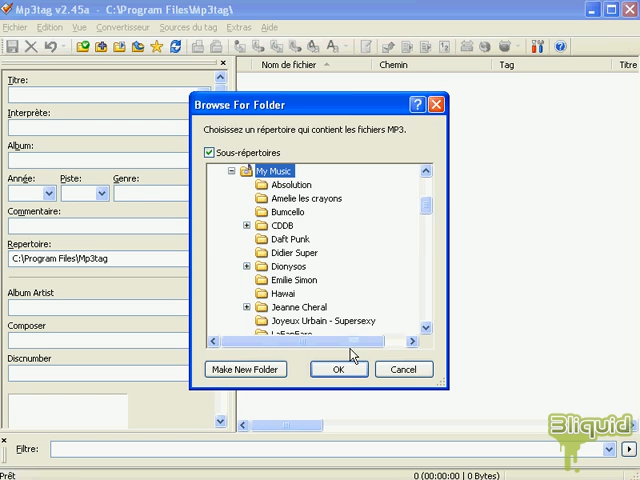 Mp3tag v2.45a - C:\Program Files\Mp3tag\
Fichier Edition Vue Convertisseur Sources du tag Extras Aide
Titre:
Interprète:
Album:
Année: Piste: Genre:
Commentaire:
Repertoire:
C:\Program Files\Mp3tag
Album Artist
Composer
Discnumber
Nom de fichier Chemin Tag Titre
Browse For Folder
Choisissez un répertoire qui contient les fichiers MP3.
Sous-répertoires
My Music
Absolution
Amelie les crayons
Bumcello
CDDB
Daft Punk
Didier Super
Dionysos
Emilie Simon
Hawai
Jeanne Cheral
Joyeux Urbain - Supersexy
LaFanFare
Make New Folder OK Cancel
3liquid
Filtre:
Prêt 0 (00:00:00 | 0 Bytes)